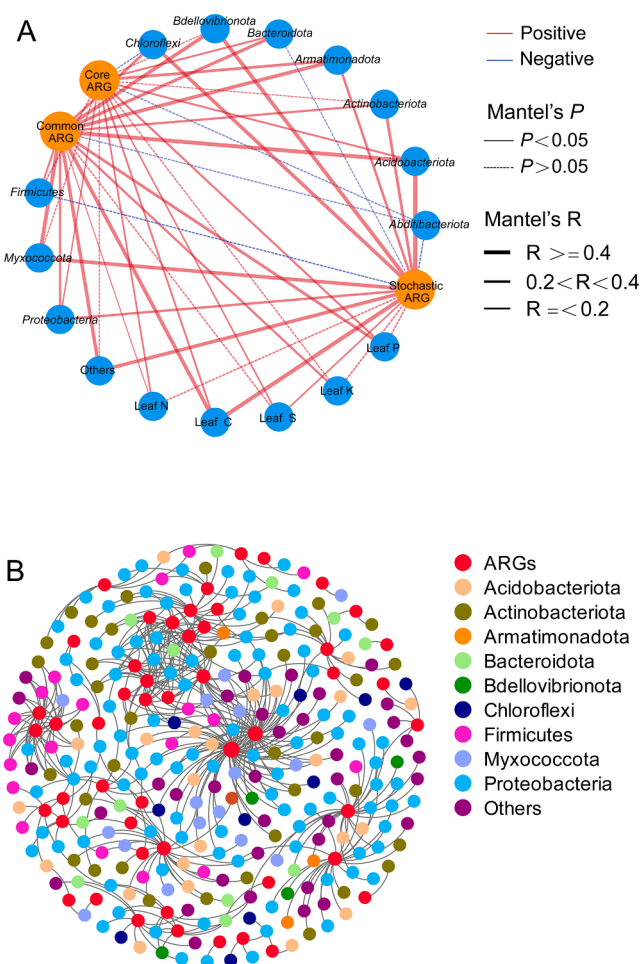 A
Bdellovibrionota
Chloroflexi
Bacteroidota
Armatimonadota
Core
ARG
Actinobacteriota
Common
ARG
Acidobacteriota
Firmicutes
Abditibacteriota
Myxococcota
Stochastic
ARG
Proteobacteria
Leaf P
Others
Leaf K
Leaf N
Leaf C
Leaf S
Positive
Negative
Mantel's P
P<0.05
P>0.05
Mantel's R
R >=0.4
0.2<R<0.4
R =<0.2
B
ARGs
Acidobacteriota
Actinobacteriota
Armatimonadota
Bacteroidota
Bdellovibrionota
Chloroflexi
Firmicutes
Myxococcota
Proteobacteria
Others